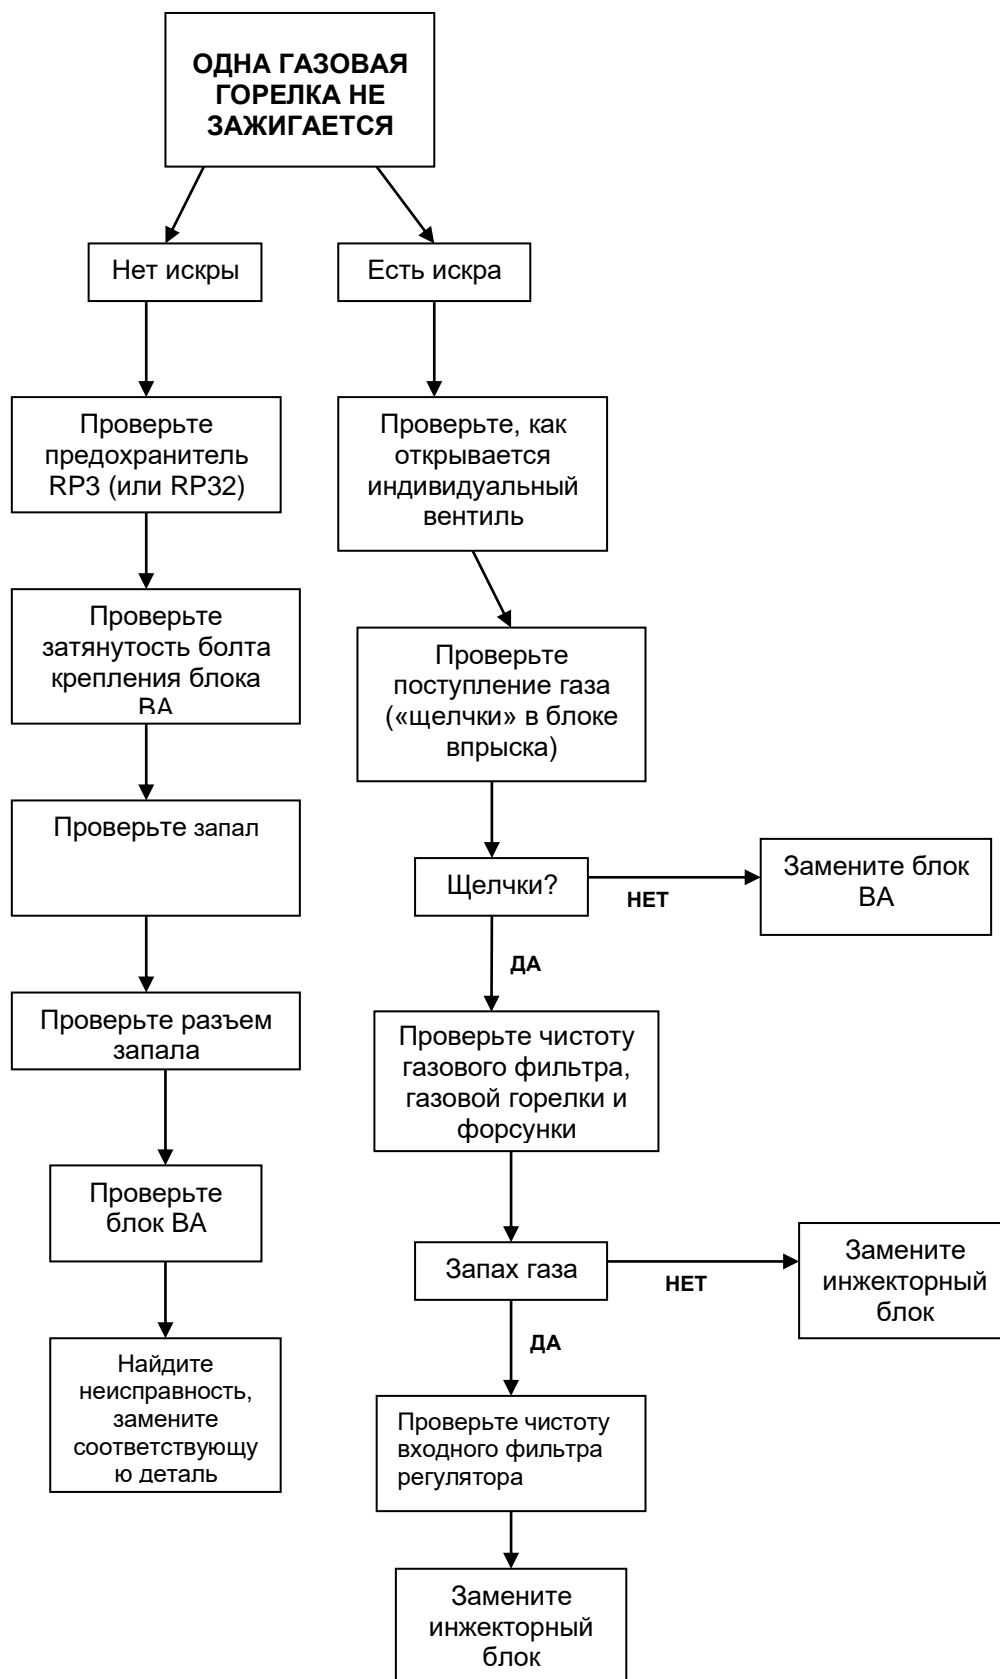 ОДНА ГАЗОВАЯ
ГОРЕЛКА НЕ
ЗАЖИГАЕТСЯ
Нет искры
Есть искра
Проверьте
предохранитель
RP3 (или RP32)
Проверьте, как
открывается
индивидуальный
вентиль
Проверьте
затянутость болта
крепления блока
ВА
Проверьте
поступление газа
(«щелчки» в блоке
впрыска)
Проверьте запал
Щелчки?
НЕТ
Замените блок
ВА
ДА
Проверьте разъем
запала
Проверьте чистоту
газового фильтра,
газовой горелки и
форсунки
Проверьте
блок ВА
Запах газа
НЕТ
Замените
инжекторный
блок
ДА
Найдите
неисправность,
замените
соответствующу
ю деталь
Проверьте чистоту
входного фильтра
регулятора
Замените
инжекторный
блок